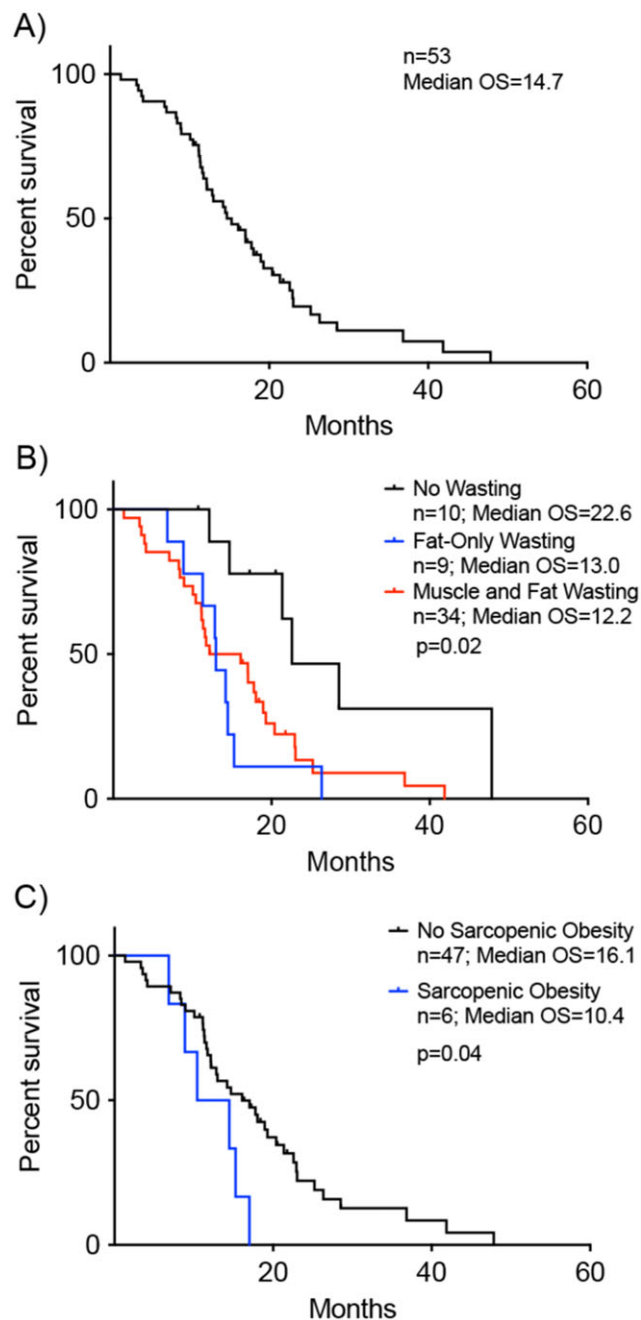 A)
n=53
Median OS=14.7
100
50
0
Percent survival
20
40
60
Months
B)
No Wasting
n=10; Median OS=22.6
Fat-Only Wasting
n=9; Median OS=13.0
Muscle and Fat Wasting
n=34; Median OS=12.2
p=0.02
100
50
0
Percent survival
20
40
60
Months
C)
No Sarcopenic Obesity
n=47; Median OS=16.1
Sarcopenic Obesity
n=6; Median OS=10.4
p=0.04
100
50
0
Percent survival
20
40
60
Months